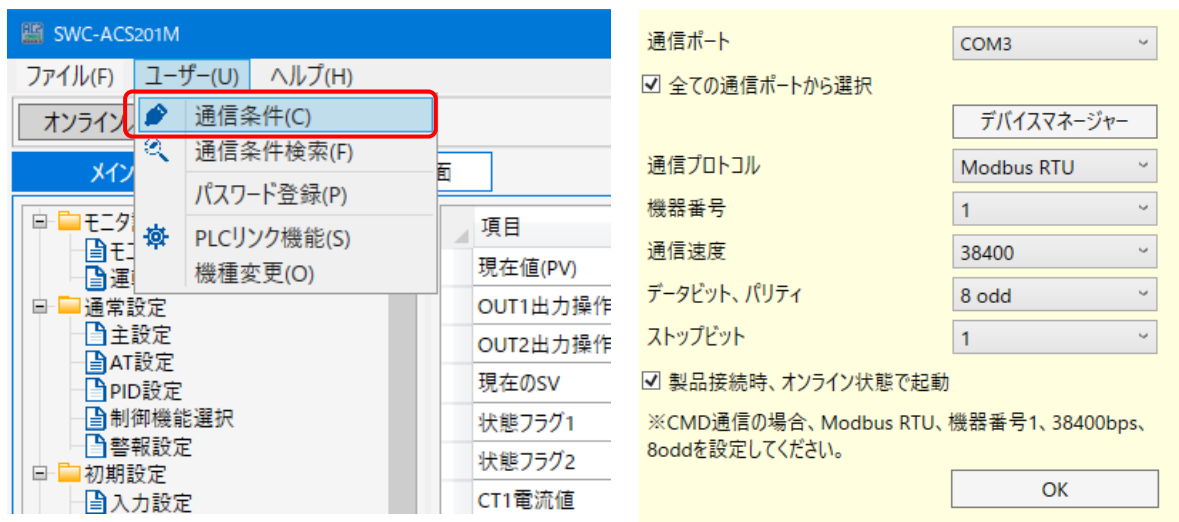 SWC-ACS201M
ファイル(F) ユーザー(U) ヘルプ(H)
オンライン
通信条件(C)
通信条件検索(F)
パスワード登録(P)
PLCリンク機能(S)
機種変更(O)
メイン
面
モニタ
モニ
運
通常設定
主設定
AT設定
PID設定
制御機能選択
警報設定
初期設定
入力設定
項目
現在値(PV)
OUT1出力操作
OUT2出力操作
現在のSV
状態フラグ1
状態フラグ2
CT1電流値
通信ポート COM3
全ての通信ポートから選択
デバイスマネージャー
通信プロトコル Modbus RTU
機器番号 1
通信速度 38400
データビット、パリティ 8 odd
ストップビット 1
製品接続時、オンライン状態で起動
※CMD通信の場合、Modbus RTU、機器番号1、38400bps、
8oddを設定してください。
OK